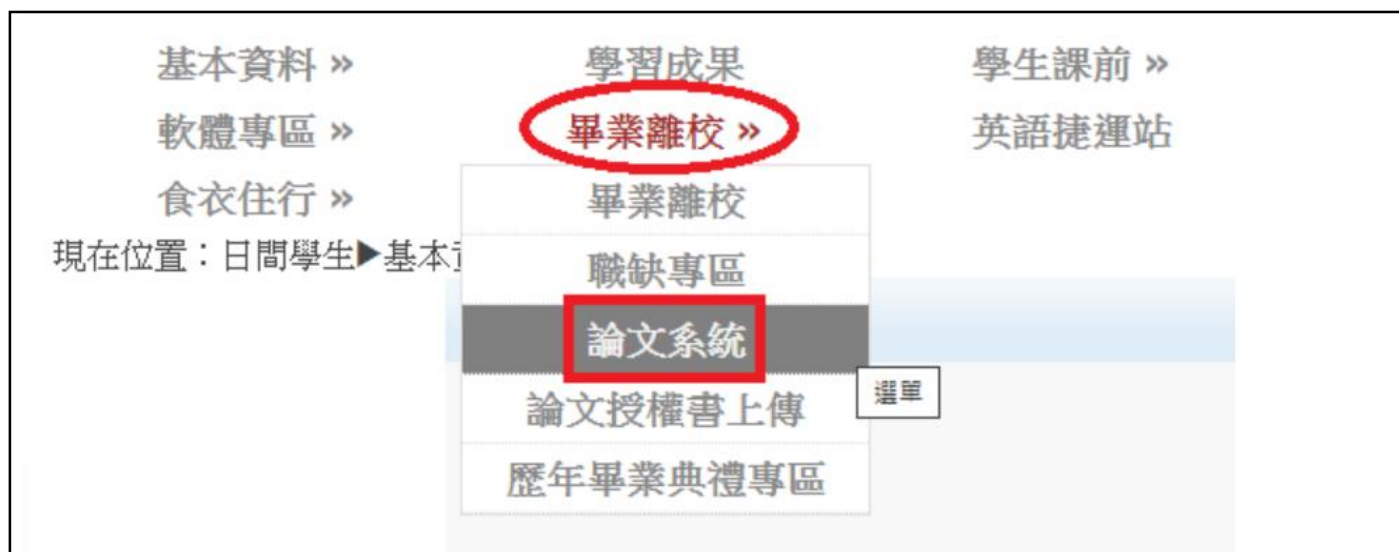 基本資料 » 學習成果 學生課前 »
軟體專區 » 畢業離校 » 英語捷運站
食衣住行 » 畢業離校
現在位置：日間學生▶基本
職缺專區
論文系統
選單
論文授權書上傳
歷年畢業典禮專區